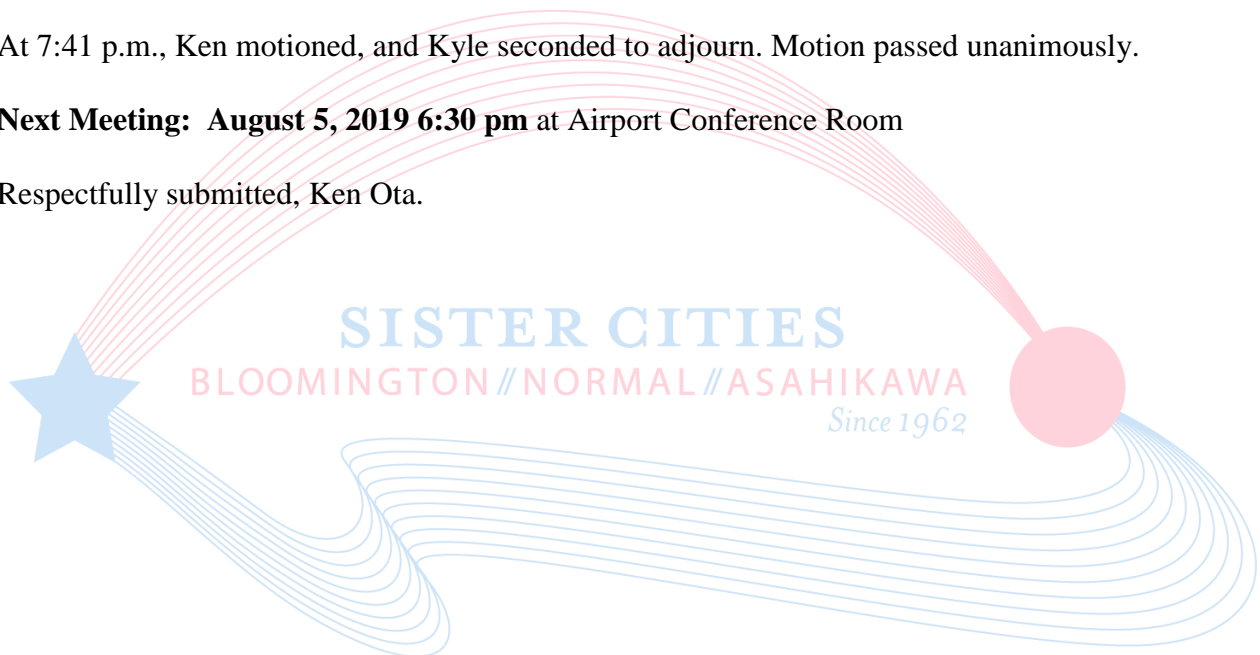 At 7:41 p.m., Ken motioned, and Kyle seconded to adjourn. Motion passed unanimously.
Next Meeting: August 5, 2019 6:30 pm at Airport Conference Room
Respectfully submitted, Ken Ota.
SISTER CITIES
BLOOMINGTON//NORMAL//ASAHIKAWA
Since 1962